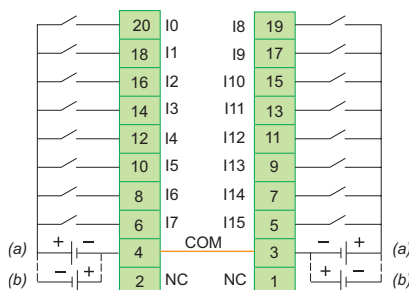 20 I0 I8 19
18 I1 I9 17
16 I2 I10 15
14 I3 I11 13
12 I4 I12 11
10 I5 I13 9
8 I6 I14 7
6 I7 I15 5
(a) + − 4 COM 3 − + (a)
(b) − + 2 NC NC 1 + − (b)